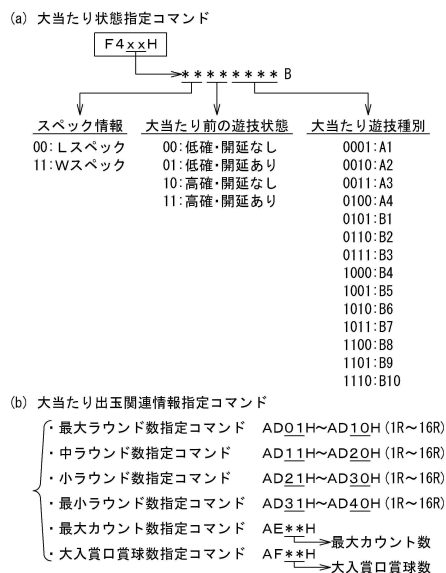 (a) 大当たり状態指定コマンド
F4xxH
********B
スペック情報 大当たり前の遊技状態 大当たり遊技種別
00:Lスペック 00:低確・開延なし 0001:A1
11:Wスペック 01:低確・開延あり 0010:A2
10:高確・開延なし 0011:A3
11:高確・開延あり 0100:A4
0101:B1
0110:B2
0111:B3
1000:B4
1001:B5
1010:B6
1011:B7
1100:B8
1101:B9
1110:B10
(b) 大当たり出玉関連情報指定コマンド
・最大ラウンド数指定コマンド AD01H~AD10H(1R~16R)
・中ラウンド数指定コマンド AD11H~AD20H(1R~16R)
・小ラウンド数指定コマンド AD21H~AD30H(1R~16R)
・最小ラウンド数指定コマンド AD31H~AD40H(1R~16R)
・最大カウント数指定コマンド AE**H
最大カウント数
・大入賞口賞球数指定コマンド AF**H
大入賞口賞球数